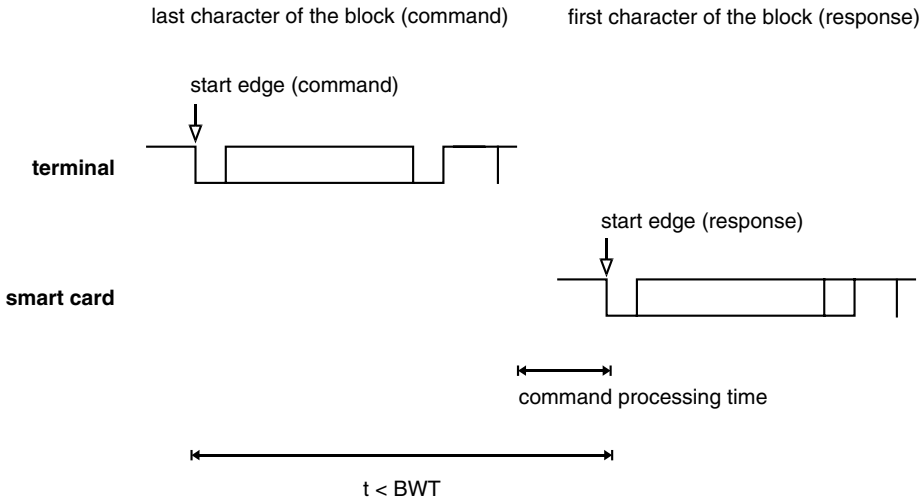 last character of the block (command) first character of the block (response)
start edge (command)
terminal
start edge (response)
smart card
command processing time
t < BWT